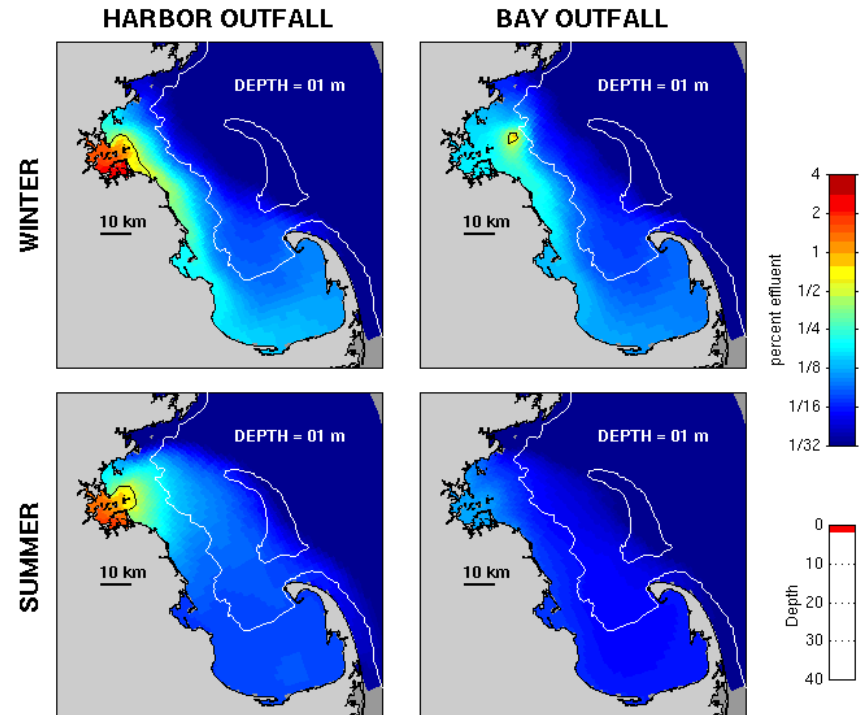 HARBOR OUTFALL
BAY OUTFALL
WINTER
DEPTH = 01 m
10 km
DEPTH = 01 m
10 km
SUMMER
DEPTH = 01 m
10 km
DEPTH = 01 m
10 km
percent effluent
4
2
1
1/2
1/4
1/8
1/16
1/32
Depth
0
10
20
30
40